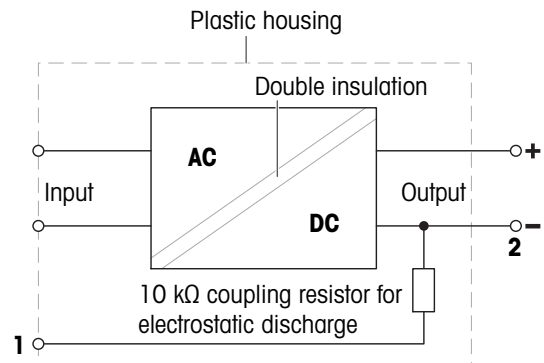 Plastic housing
Double insulation
AC
+
Input
Output
DC
–
2
10 kΩ coupling resistor for
electrostatic discharge
1